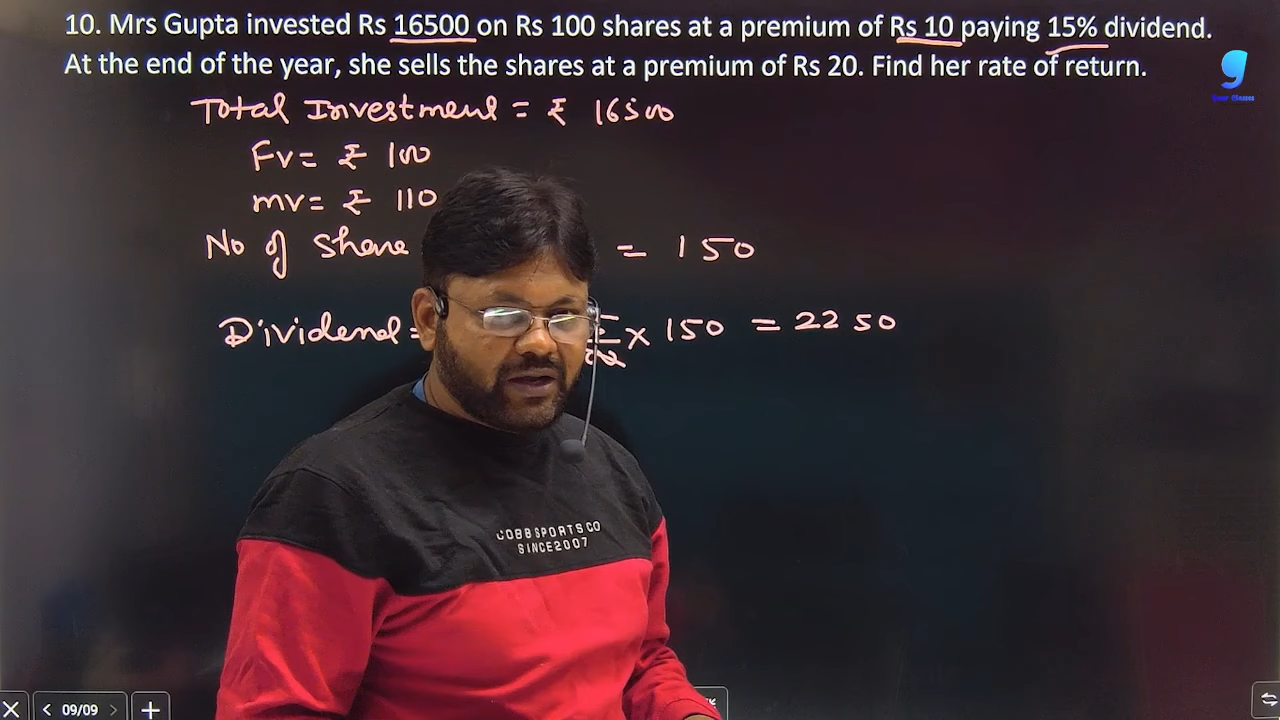 10. Mrs Gupta invested Rs 16500 on Rs 100 shares at a premium of Rs 10 paying 15% dividend.
At the end of the year, she sells the shares at a premium of Rs 20. Find her rate of return.
Total Investment = ₹ 16500
Fv = ₹ 100
mv = ₹ 110
No of Share = 150
Dividend = × 150 = 2250
COBB SPORTS CO
SINCE 2007
09/09